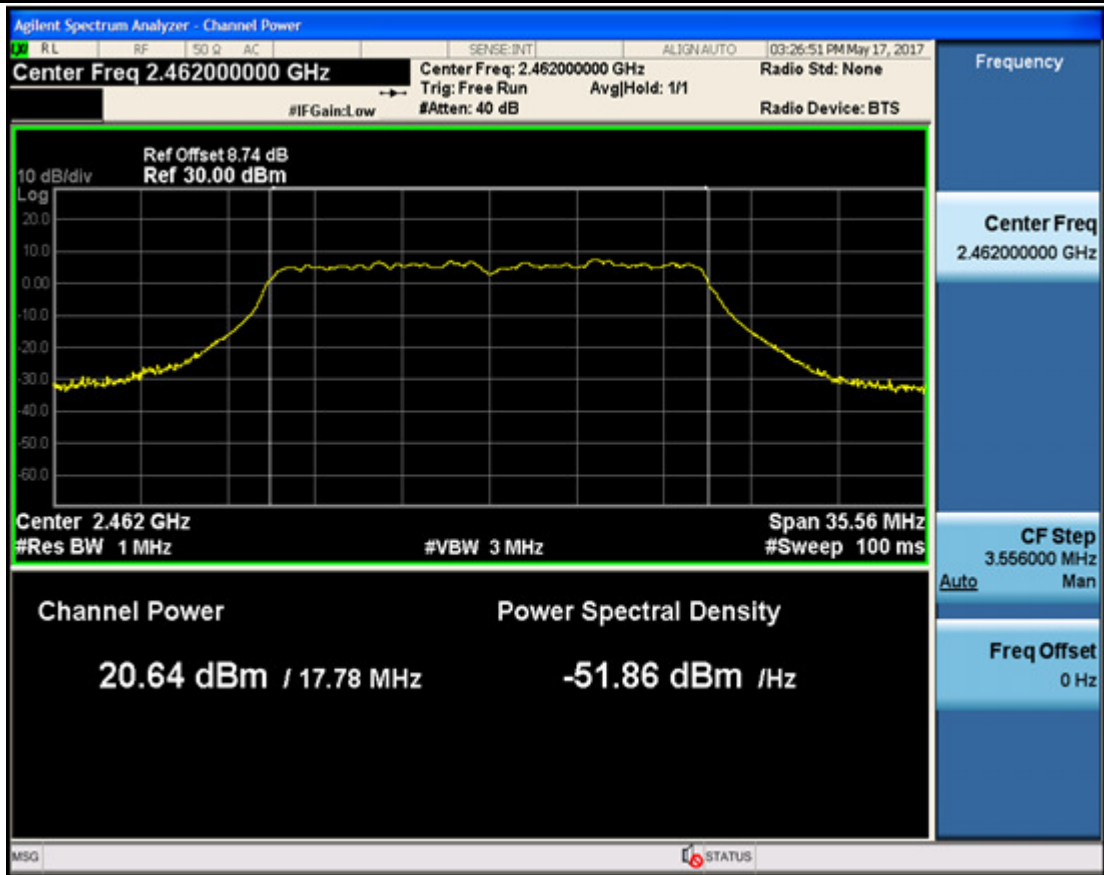 Agilent Spectrum Analyzer - Channel Power
RL RF 50 Ω AC SENSE:INT ALIGN AUTO 03:26:51 PM May 17, 2017
Center Freq 2.462000000 GHz
#IFGain:Low
Center Freq: 2.462000000 GHz
Trig: Free Run Avg|Hold: 1/1
#Atten: 40 dB
Radio Std: None
Radio Device: BTS
Ref Offset 8.74 dB
10 dB/div Ref 30.00 dBm
Log
20.0
10.0
0.00
-10.0
-20.0
-30.0
-40.0
-50.0
-60.0
Center 2.462 GHz Span 35.56 MHz
#Res BW 1 MHz #VBW 3 MHz #Sweep 100 ms
Channel Power Power Spectral Density
20.64 dBm / 17.78 MHz -51.86 dBm /Hz
MSG STATUS
Frequency
Center Freq
2.462000000 GHz
CF Step
3.556000 MHz
Auto Man
Freq Offset
0 Hz